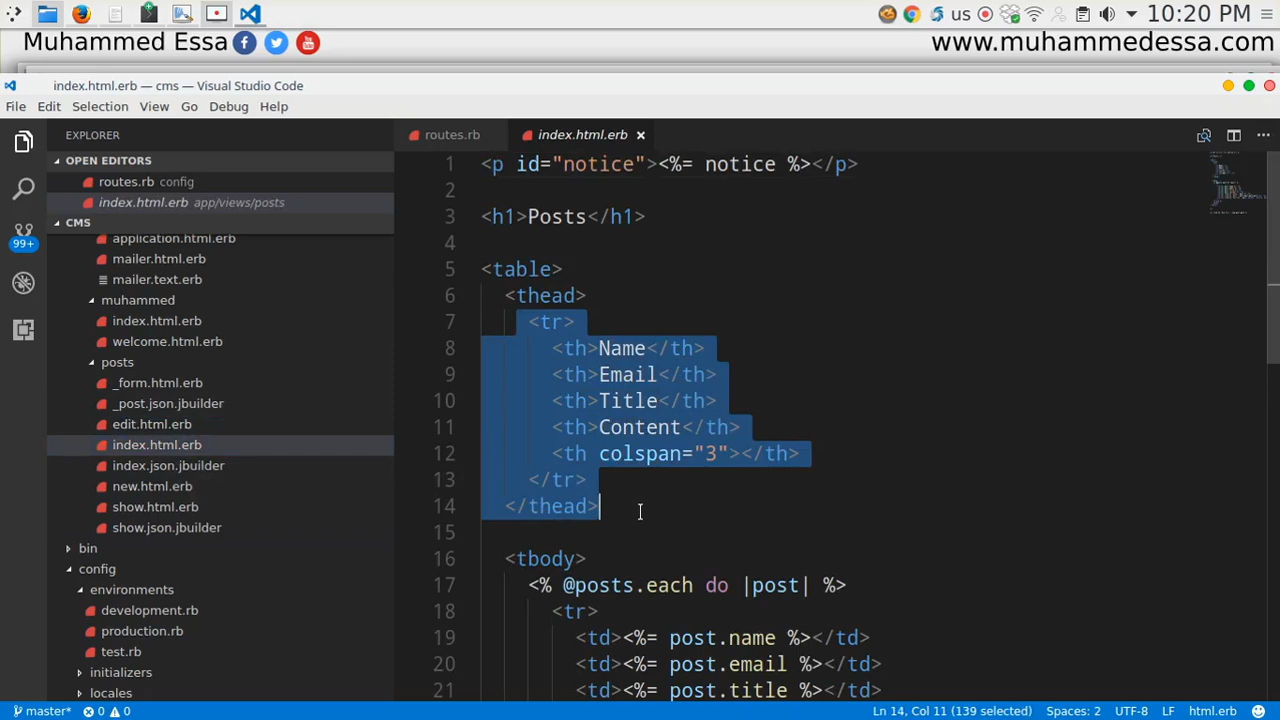 us
10:20 PM
Muhammed Essa
www.muhammedessa.com
index.html.erb — cms — Visual Studio Code
File Edit Selection View Go Debug Help
EXPLORER
OPEN EDITORS
routes.rb config
index.html.erb app/views/posts
CMS
99+
application.html.erb
mailer.html.erb
mailer.text.erb
muhammed
index.html.erb
welcome.html.erb
posts
_form.html.erb
_post.json.jbuilder
edit.html.erb
index.html.erb
index.json.jbuilder
new.html.erb
show.html.erb
show.json.jbuilder
bin
config
environments
development.rb
production.rb
test.rb
initializers
locales
routes.rb
index.html.erb
1 <p id="notice"><%= notice %></p>
2
3 <h1>Posts</h1>
4
5 <table>
6 <thead>
7 <tr>
8 <th>Name</th>
9 <th>Email</th>
10 <th>Title</th>
11 <th>Content</th>
12 <th colspan="3"></th>
13 </tr>
14 </thead>
15
16 <tbody>
17 <% @posts.each do |post| %>
18 <tr>
19 <td><%= post.name %></td>
20 <td><%= post.email %></td>
21 <td><%= post.title %></td>
master* 0 0
Ln 14, Col 11 (139 selected) Spaces: 2 UTF-8 LF html.erb